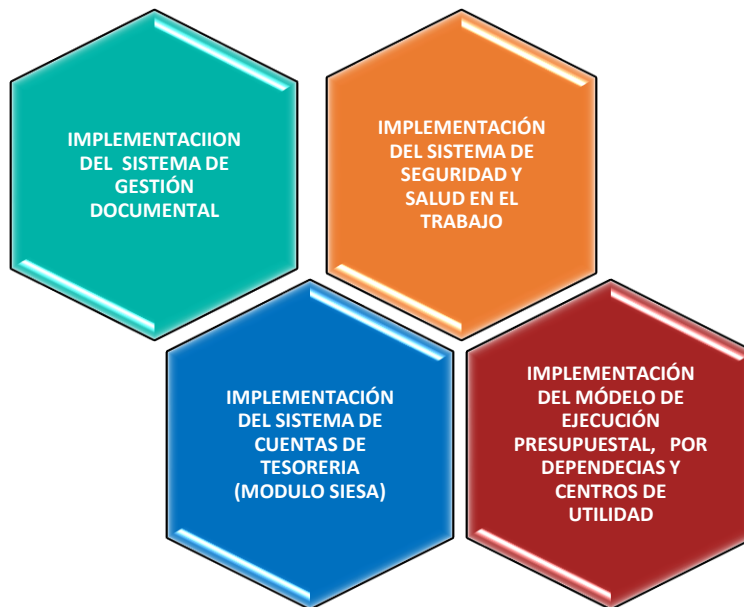 IMPLEMENTACIION
DEL SISTEMA DE
GESTIÓN
DOCUMENTAL
IMPLEMENTACIÓN
DEL SISTEMA DE
SEGURIDAD Y
SALUD EN EL
TRABAJO
IMPLEMENTACIÓN
DEL SISTEMA DE
CUENTAS DE
TESORERIA
(MODULO SIESA)
IMPLEMENTACIÓN
DEL MÓDELO DE
EJECUCIÓN
PRESUPUESTAL, POR
DEPENDECIAS Y
CENTROS DE
UTILIDAD